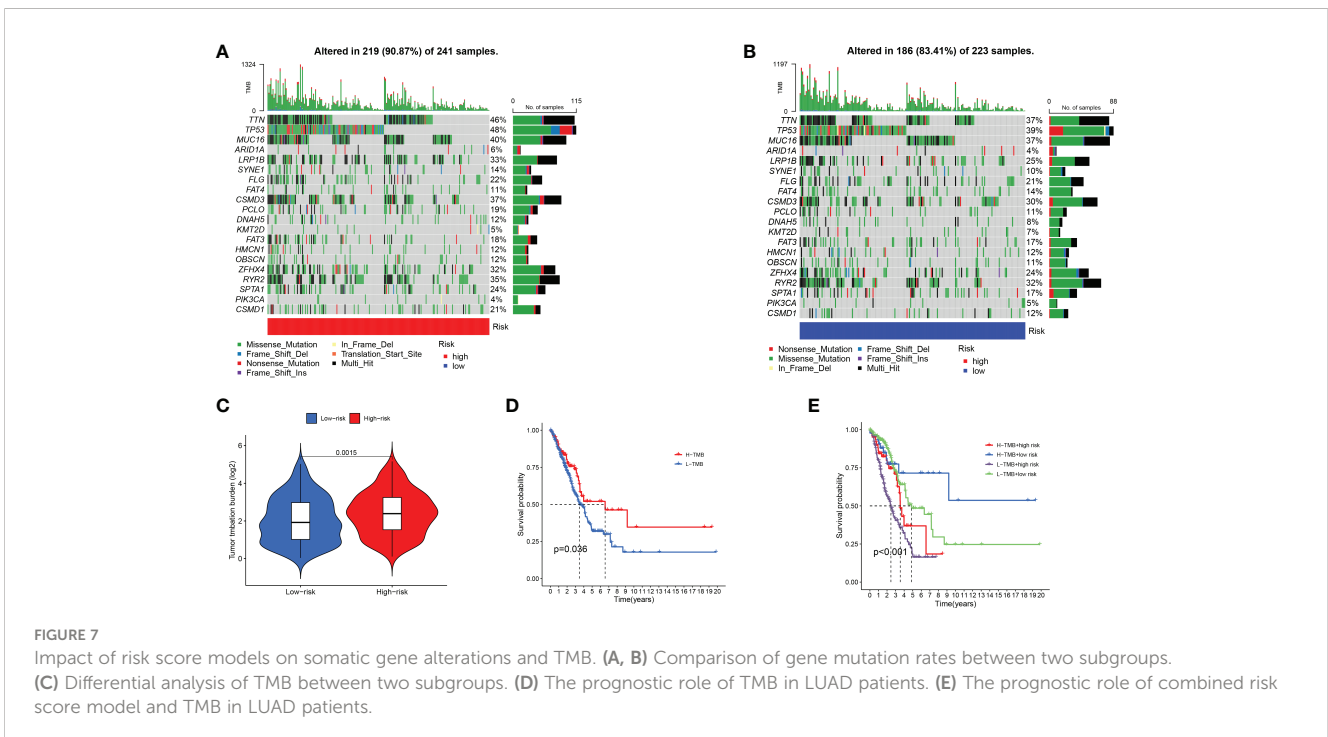 A
Altered in 219 (90.87%) of 241 samples.
1324
TMB
0
0 115
No. of samples
TTN 46%
TP53 48%
MUC16 40%
ARID1A 6%
LRP1B 33%
SYNE1 14%
FLG 22%
FAT4 11%
CSMD3 37%
PCLO 19%
DNAH5 12%
KMT2D 5%
FAT3 18%
HMCN1 12%
OBSCN 12%
ZFHX4 32%
RYR2 35%
SPTA1 24%
PIK3CA 4%
CSMD1 21%
Risk
Missense_Mutation
Frame_Shift_Del
Nonsense_Mutation
Frame_Shift_Ins
In_Frame_Del
Translation_Start_Site
Multi_Hit
Risk
high
low
B
Altered in 186 (83.41%) of 223 samples.
1197
TMB
0
0 88
No. of samples
TTN 37%
TP53 39%
MUC16 37%
ARID1A 4%
LRP1B 25%
SYNE1 10%
FLG 21%
FAT4 14%
CSMD3 30%
PCLO 11%
DNAH5 8%
KMT2D 7%
FAT3 17%
HMCN1 12%
OBSCN 11%
ZFHX4 24%
RYR2 32%
SPTA1 17%
PIK3CA 5%
CSMD1 12%
Risk
Nonsense_Mutation
Missense_Mutation
In_Frame_Del
Frame_Shift_Del
Frame_Shift_Ins
Multi_Hit
Risk
high
low
C
Low-risk High-risk
6
4
2
0
Tumor tmbation burden (log2)
0.0015
Low-risk High-risk
D
1.00
0.75
0.50
0.25
0.00
Survival probability
H-TMB
L-TMB
p=0.036
0 1 2 3 4 5 6 7 8 9 10 11 12 13 14 15 16 17 18 19 20
Time(years)
E
1.00
0.75
0.50
0.25
0.00
Survival probability
H-TMB+high risk
H-TMB+low risk
L-TMB+high risk
L-TMB+low risk
p<0.001
0 1 2 3 4 5 6 7 8 9 10 11 12 13 14 15 16 17 18 19 20
Time(years)
FIGURE 7
Impact of risk score models on somatic gene alterations and TMB. (A, B) Comparison of gene mutation rates between two subgroups.
(C) Differential analysis of TMB between two subgroups. (D) The prognostic role of TMB in LUAD patients. (E) The prognostic role of combined risk
score model and TMB in LUAD patients.